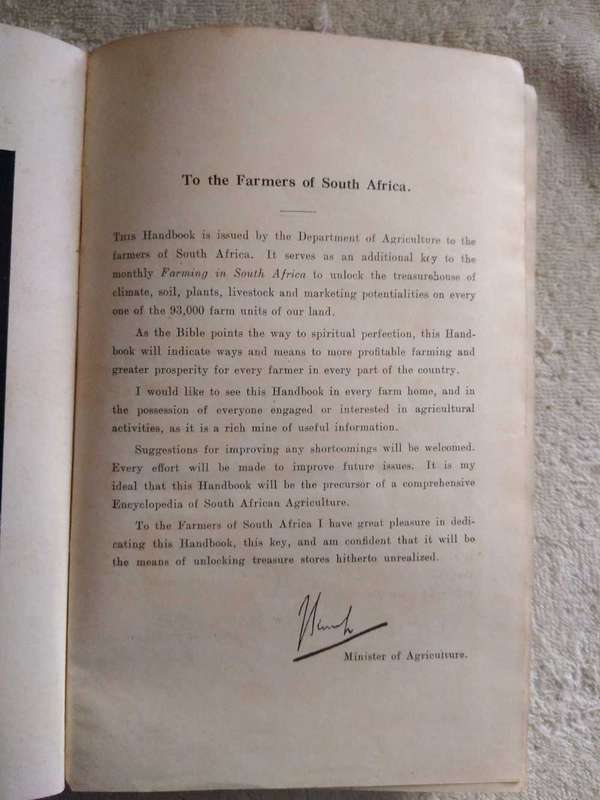 To the Farmers of South Africa.
THIS Handbook is issued by the Department of Agriculture to the
farmers of South Africa. It serves as an additional key to the
monthly Farming in South Africa to unlock the treasurehouse of
climate, soil, plants, livestock and marketing potentialities on every
one of the 93,000 farm units of our land.
As the Bible points the way to spiritual perfection, this Hand-
book will indicate ways and means to more profitable farming and
greater prosperity for every farmer in every part of the country.
I would like to see this Handbook in every farm home, and in
the possession of everyone engaged or interested in agricultural
activities, as it is a rich mine of useful information.
Suggestions for improving any shortcomings will be welcomed.
Every effort will be made to improve future issues. It is my
ideal that this Handbook will be the precursor of a comprehensive
Encyclopedia of South African Agriculture.
To the Farmers of South Africa I have great pleasure in dedi-
cating this Handbook, this key, and am confident that it will be
the means of unlocking treasure stores hitherto unrealized.
Minister of Agriculture.